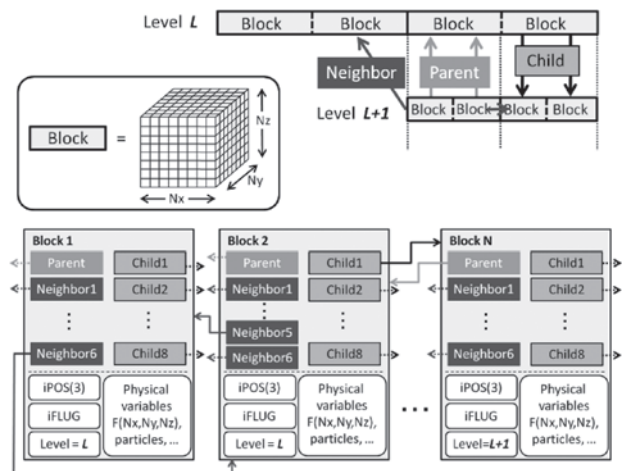 Level L
Block
Block
Block
Block
Neighbor
Parent
Child
Level L+1
Block
Block
Block
Block
Block
=
Nz
Ny
Nx
Block 1
Parent
Child1
Neighbor1
Child2
Neighbor6
Child8
iPOS(3)
iFLUG
Level = L
Physical
variables
F(Nx,Ny,Nz),
particles, ...
Block 2
Parent
Child1
Neighbor1
Child2
Neighbor5
Neighbor6
Child8
iPOS(3)
iFLUG
Level = L
Physical
variables
F(Nx,Ny,Nz),
particles, ...
...
Block N
Parent
Child1
Neighbor1
Child2
Neighbor6
Child8
iPOS(3)
iFLUG
Level=L+1
Physical
variables
F(Nx,Ny,Nz),
particles, ...